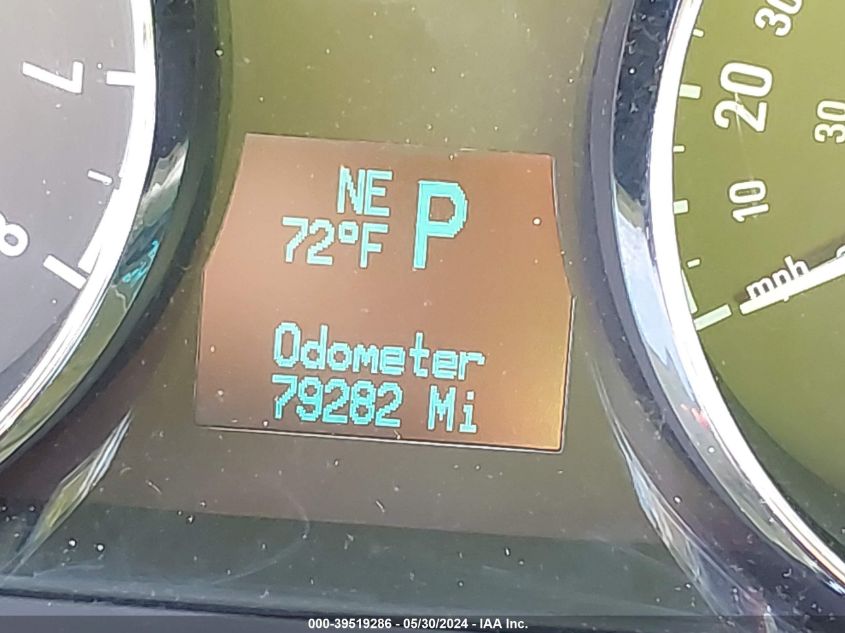 7
8
NE P
72°F
Odometer
79282 Mi
30
20
30
10
mph
000-39519286 - 05/30/2024 - IAA Inc.